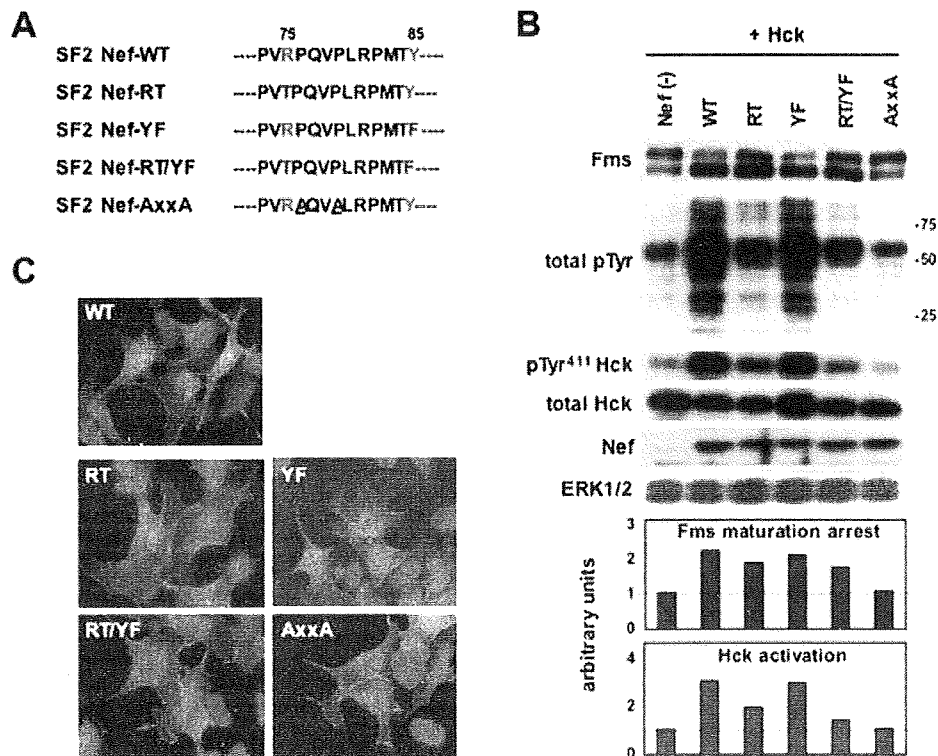 A
75 85
SF2 Nef-WT ---PVRPQVPLRPMTY---
SF2 Nef-RT ---PVTPQVPLRPMTY---
SF2 Nef-YF ---PVRPQVPLRPMTF---
SF2 Nef-RT/YF ---PVTPQVPLRPMTF---
SF2 Nef-AxxA ---PVRAQVALRPMTY---
B
+ Hck
Nef (-) WT RT YF RT/YF AxxA
Fms
total pTyr
-75
-50
-25
pTyr⁴¹¹ Hck
total Hck
Nef
ERK1/2
arbitrary units
Fms maturation arrest
3
2
1
0
Hck activation
4
2
0
C
WT
RT
YF
RT/YF
AxxA